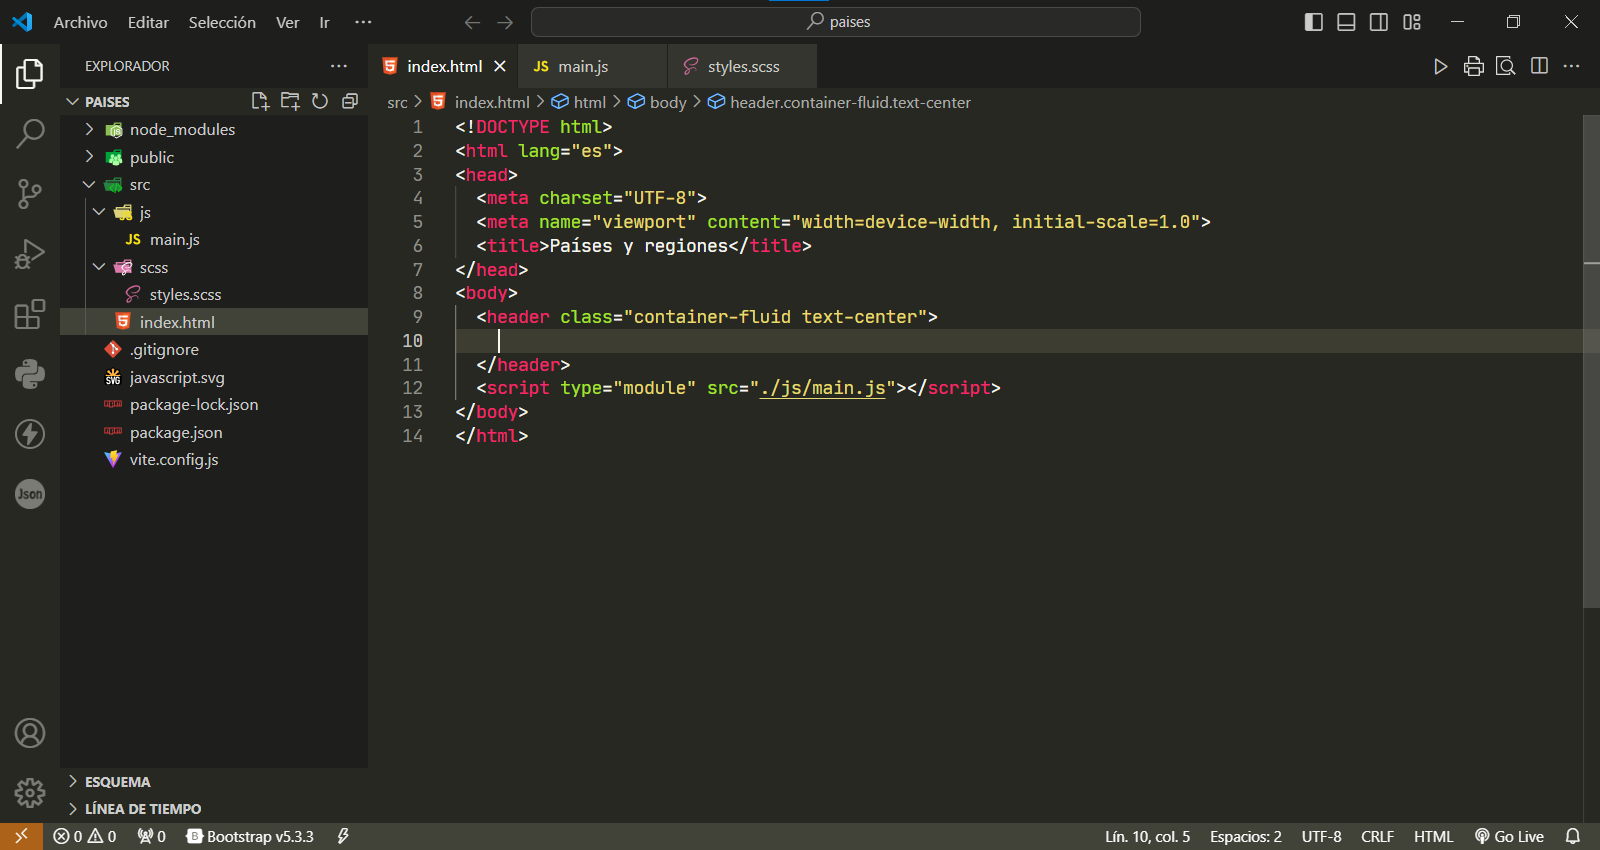 Archivo Editar Selección Ver Ir ···
paises
EXPLORADOR
PAISES
node_modules
public
src
js
JS main.js
scss
styles.scss
index.html
.gitignore
SVG javascript.svg
package-lock.json
package.json
vite.config.js
Json
ESQUEMA
LÍNEA DE TIEMPO
index.html
JS main.js
styles.scss
src > index.html > html > body > header.container-fluid.text-center
1 <!DOCTYPE html>
2 <html lang="es">
3 <head>
4 <meta charset="UTF-8">
5 <meta name="viewport" content="width=device-width, initial-scale=1.0">
6 <title>Países y regiones</title>
7 </head>
8 <body>
9 <header class="container-fluid text-center">
10
11 </header>
12 <script type="module" src="./js/main.js"></script>
13 </body>
14 </html>
0 0 0 Bootstrap v5.3.3 Lín. 10, col. 5 Espacios: 2 UTF-8 CRLF HTML Go Live